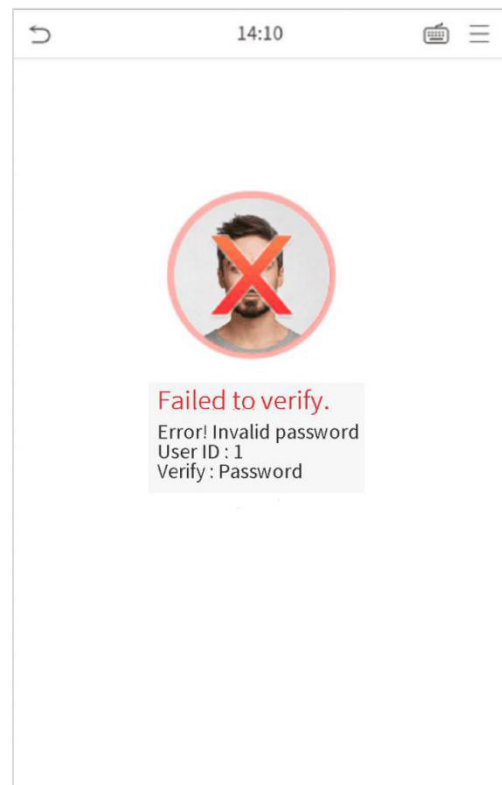 14:10
Failed to verify.
Error! Invalid password
User ID : 1
Verify : Password